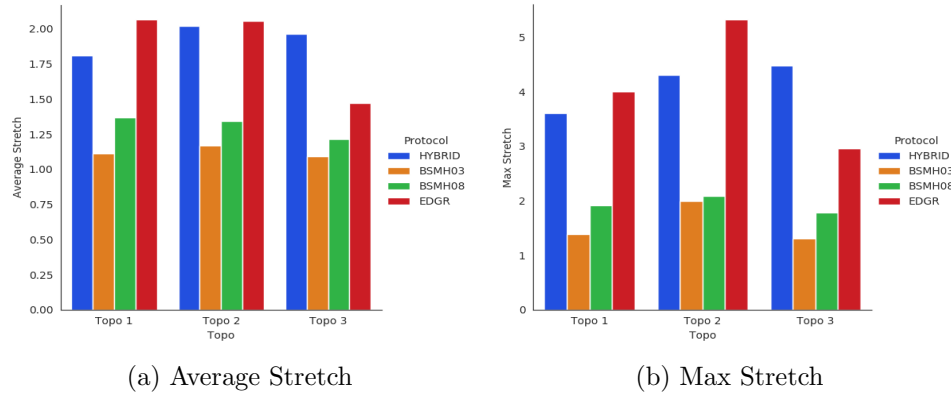 2.00
1.75
1.50
1.25
1.00
0.75
0.50
0.25
0.00
Average Stretch
Topo 1 Topo 2 Topo 3
Topo
Protocol
HYBRID
BSMH03
BSMH08
EDGR
(a) Average Stretch
5
4
3
2
1
0
Max Stretch
Topo 1 Topo 2 Topo 3
Topo
Protocol
HYBRID
BSMH03
BSMH08
EDGR
(b) Max Stretch